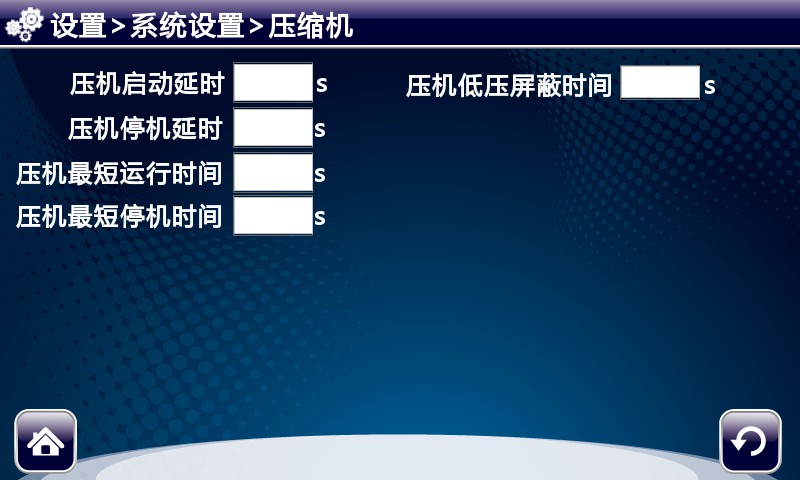 设置>系统设置>压缩机
压机启动延时 s
压机低压屏蔽时间 s
压机停机延时 s
压机最短运行时间 s
压机最短停机时间 s